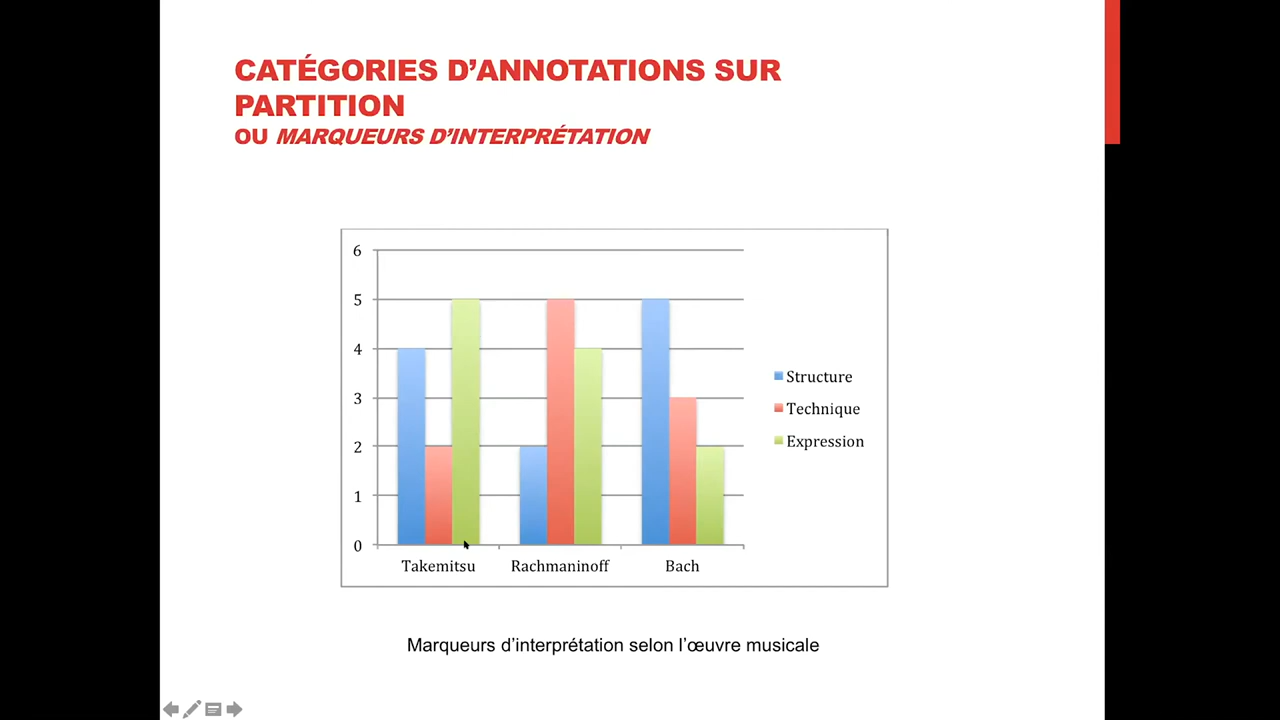 CATÉGORIES D'ANNOTATIONS SUR
PARTITION
OU MARQUEURS D'INTERPRÉTATION
6
5
4
3
2
1
0
Takemitsu Rachmaninoff Bach
Structure
Technique
Expression
Marqueurs d'interprétation selon l'œuvre musicale